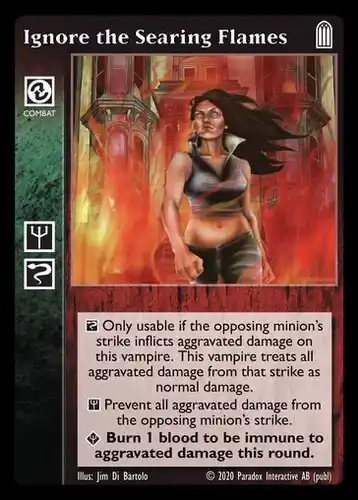 Ignore the Searing Flames
COMBAT
Only usable if the opposing minion's
strike inflicts aggravated damage on
this vampire. This vampire treats all
aggravated damage from that strike as
normal damage.
Prevent all aggravated damage from
the opposing minion's strike.
Burn 1 blood to be immune to
aggravated damage this round.
Illus: Jim Di Bartolo © 2020 Paradox Interactive AB (publ)